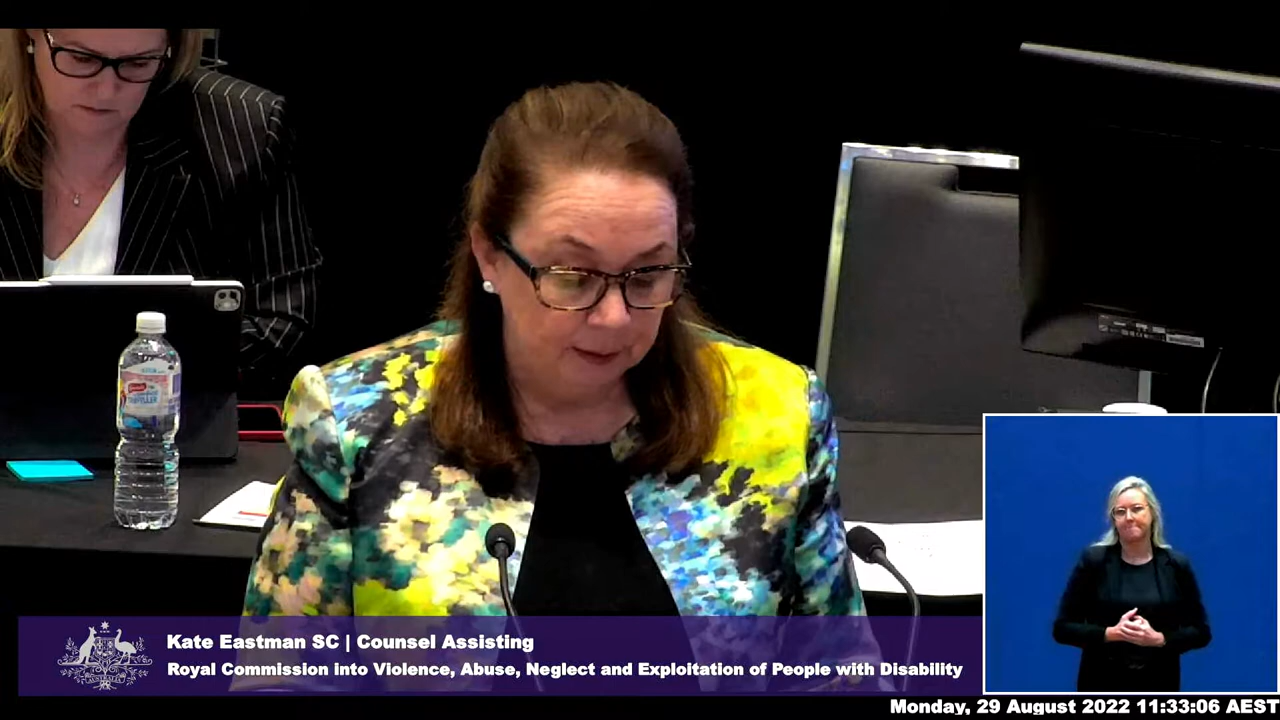 Kate Eastman SC | Counsel Assisting
Royal Commission into Violence, Abuse, Neglect and Exploitation of People with Disability
Monday, 29 August 2022 11:33:06 AEST